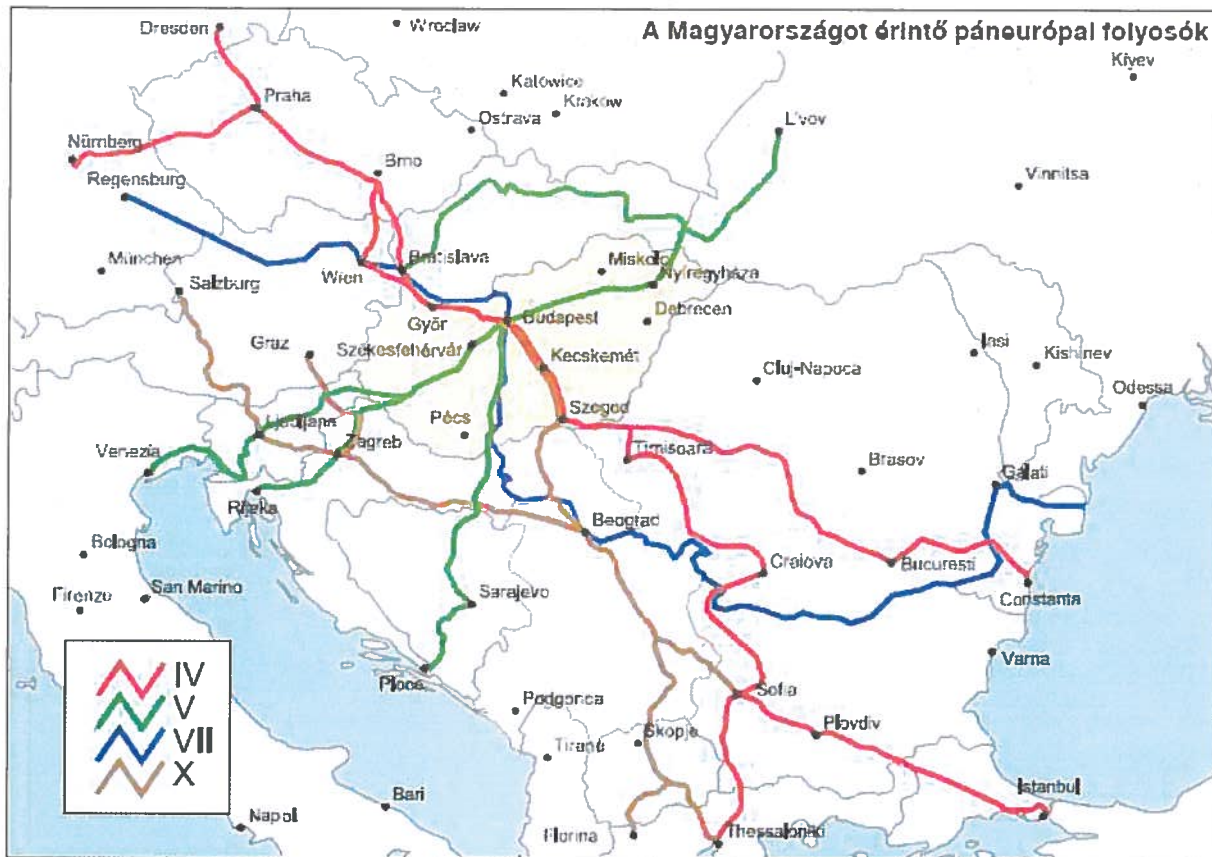 A Magyarországot érintő páneurópai folyosók
Dresden
Wroclaw
Kiyev
Katowice
Krakow
Praha
Ostrava
L'vov
Nürnberg
Brno
Regensburg
Vinnitsa
München
Salzburg
Wien
Bratislava
Miskolc
Nyíregyháza
Győr
Budapest
Debrecen
Graz
Székesfehérvár
Kecskemét
Iasi
Kishinev
Cluj-Napoca
Odessa
Szeged
Ljubljana
Pécs
Zagreb
Venezia
Timisoara
Brasov
Galati
Rijeka
Beograd
Bologna
Craiova
Bucuresti
San Marino
Firenze
Sarajevo
Constanta
Varna
Ploce
Sofia
Podgorica
Plovdiv
Skopje
Tirane
Istanbul
Bari
Napoli
Florina
Thessaloniki
IV
V
VII
X